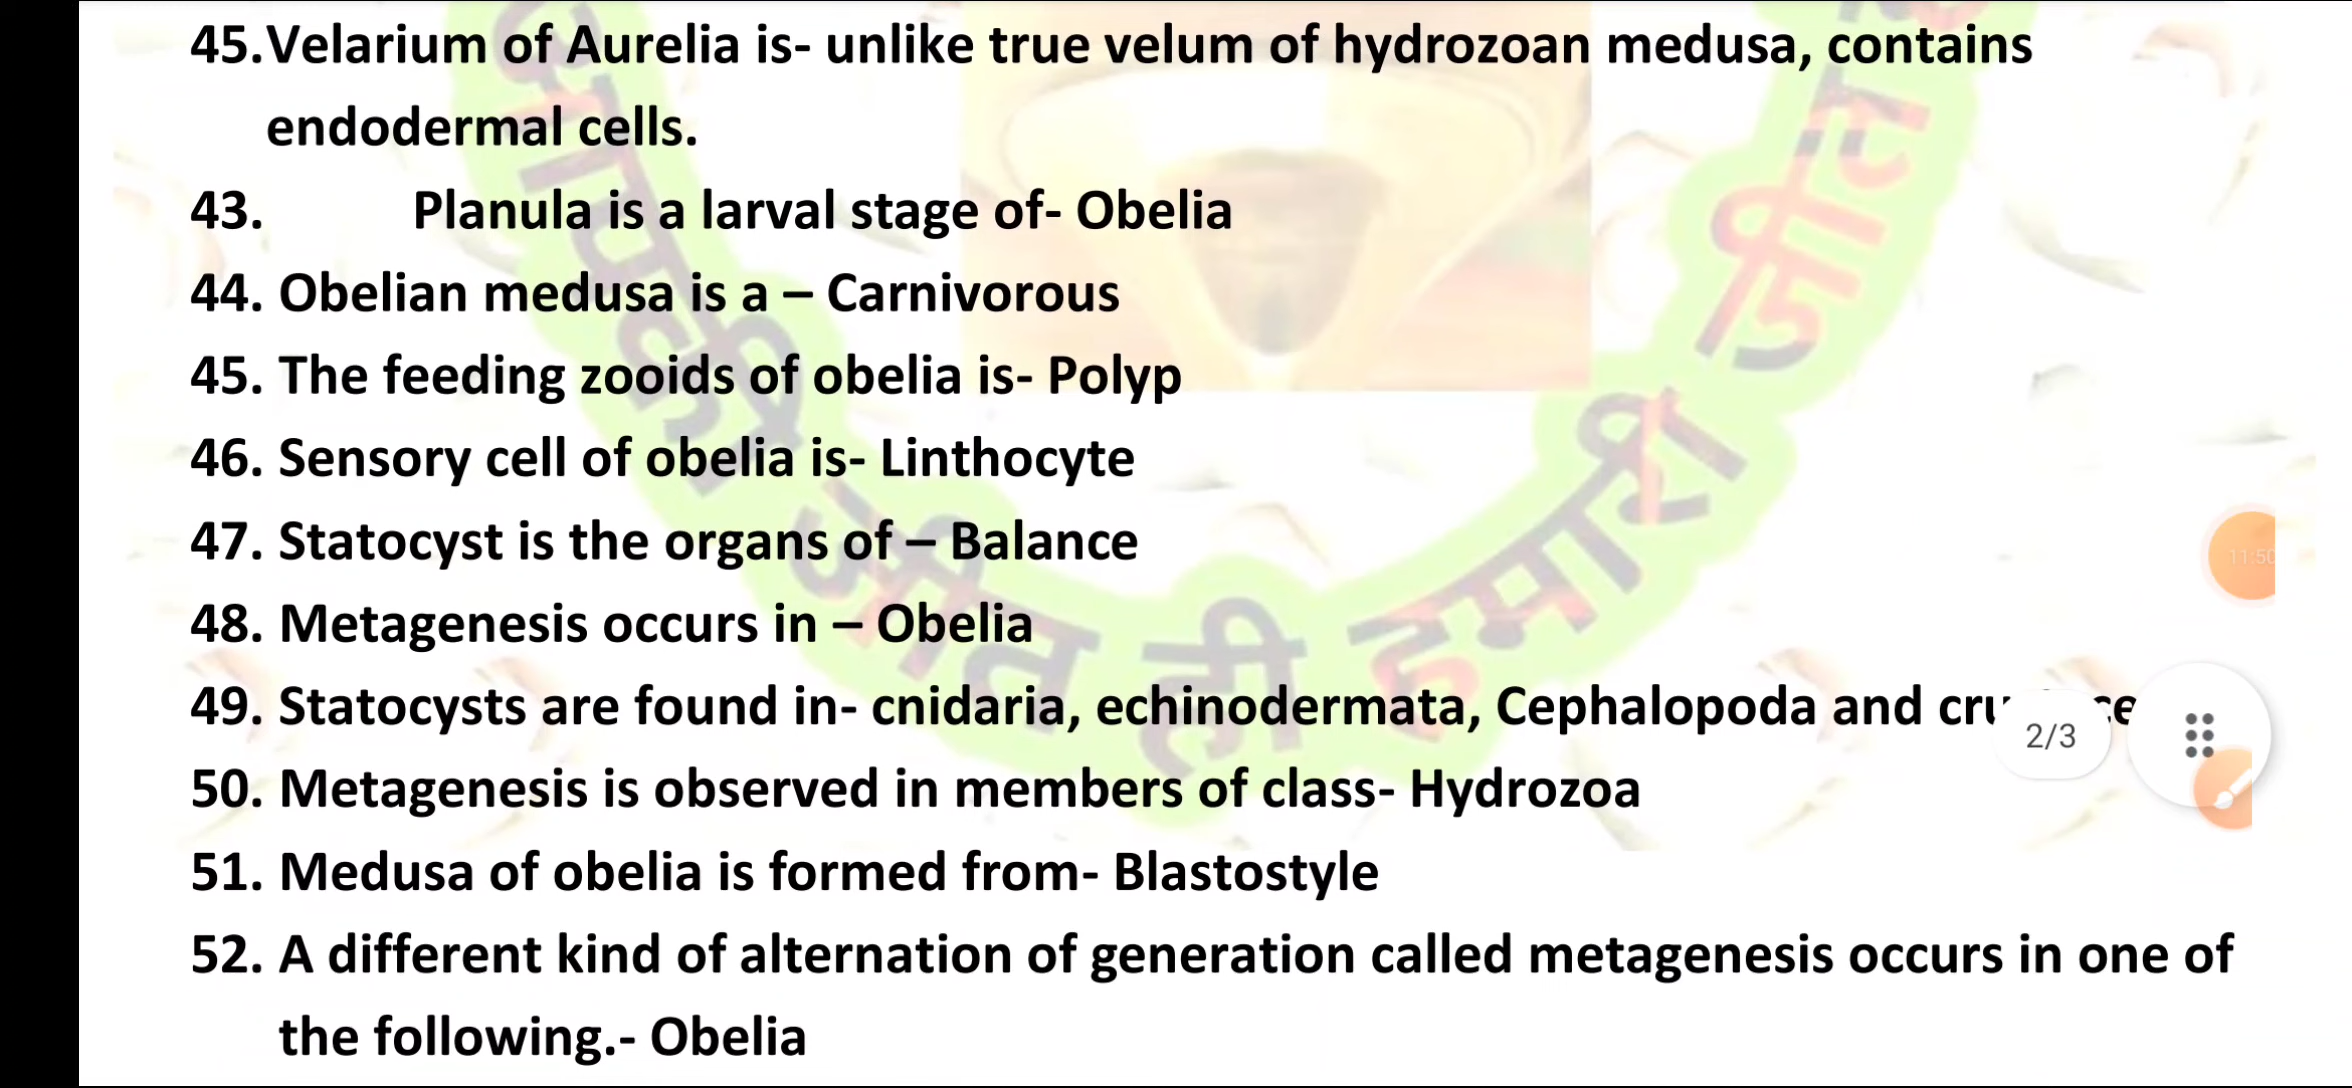 45.Velarium of Aurelia is- unlike true velum of hydrozoan medusa, contains
endodermal cells.
43. Planula is a larval stage of- Obelia
44. Obelian medusa is a – Carnivorous
45. The feeding zooids of obelia is- Polyp
46. Sensory cell of obelia is- Linthocyte
47. Statocyst is the organs of – Balance
48. Metagenesis occurs in – Obelia
49. Statocysts are found in- cnidaria, echinodermata, Cephalopoda and
50. Metagenesis is observed in members of class- Hydrozoa
51. Medusa of obelia is formed from- Blastostyle
52. A different kind of alternation of generation called metagenesis occurs in one of
the following.- Obelia
आपकी जीत ही हमारी जीत
11:50
2/3